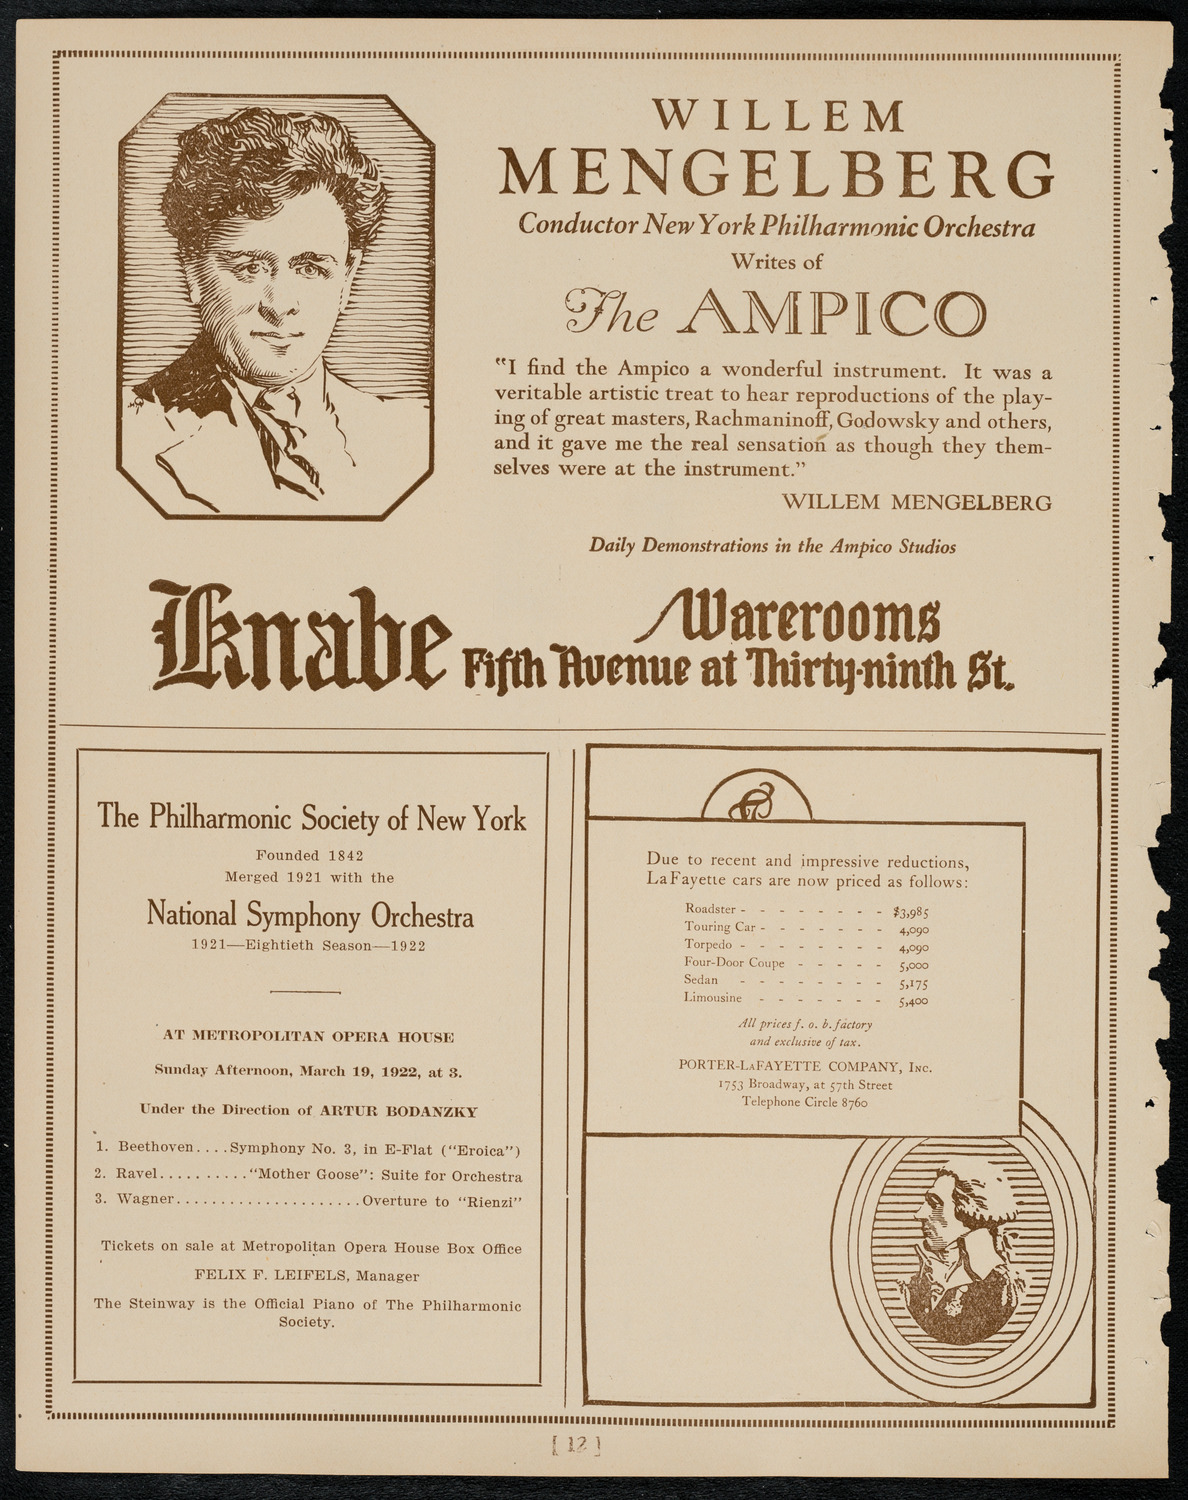 WILLEM
MENGELBERG
Conductor New York Philharmonic Orchestra
Writes of
The AMPICO
"I find the Ampico a wonderful instrument. It was a
veritable artistic treat to hear reproductions of the play-
ing of great masters, Rachmaninoff, Godowsky and others,
and it gave me the real sensation as though they them-
selves were at the instrument."
WILLEM MENGELBERG
Daily Demonstrations in the Ampico Studios
Knabe Warerooms
Fifth Avenue at Thirty-ninth St.
The Philharmonic Society of New York
Founded 1842
Merged 1921 with the
National Symphony Orchestra
1921—Eightieth Season—1922
AT METROPOLITAN OPERA HOUSE
Sunday Afternoon, March 19, 1922, at 3.
Under the Direction of ARTUR BODANZKY
1. Beethoven....Symphony No. 3, in E-Flat ("Eroica")
2. Ravel.........."Mother Goose": Suite for Orchestra
3. Wagner.....................Overture to "Rienzi"
Tickets on sale at Metropolitan Opera House Box Office
FELIX F. LEIFELS, Manager
The Steinway is the Official Piano of The Philharmonic
Society.
Due to recent and impressive reductions,
LaFayette cars are now priced as follows:
Roadster - - - - - - - - $3,985
Touring Car - - - - - - - 4,090
Torpedo - - - - - - - - 4,090
Four-Door Coupe - - - - - 5,000
Sedan - - - - - - - - 5,175
Limousine - - - - - - - 5,400
All prices f. o. b. factory
and exclusive of tax.
PORTER-LAFAYETTE COMPANY, INC.
1753 Broadway, at 57th Street
Telephone Circle 8760
[ 12 ]